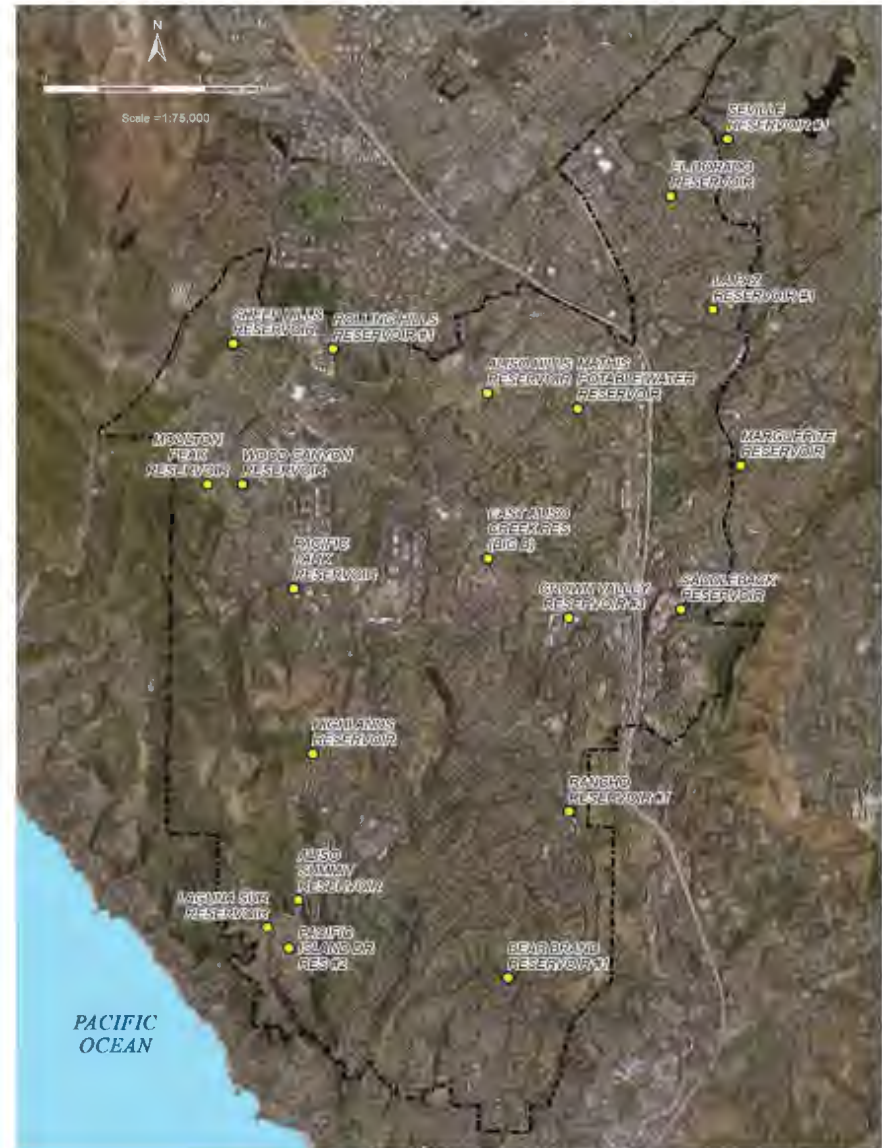 N
Scale =1:75,000
SEVILLE
RESERVOIR #1
EL DORADO
RESERVOIR
LA PAZ
RESERVOIR #1
SHEEP HILLS
RESERVOIR
ROLLING HILLS
RESERVOIR #1
ALISO HILLS
RESERVOIR
MATHIS
POTABLE WATER
RESERVOIR
MOULTON
PEAK
RESERVOIR
WOOD CANYON
RESERVOIR
MARGUERITE
RESERVOIR
EAST ALISO
CREEK RES
PACIFIC
PARK
RESERVOIR
CROWN VALLEY
RESERVOIR #3
SADDLEBACK
RESERVOIR
HIGHLANDS
RESERVOIR
RANCHO
RESERVOIR #1
ALISO
SUMMIT
RESERVOIR
LAGUNA SUR
RESERVOIR
PACIFIC
ISLAND DR
RES #2
BEAR BRAND
RESERVOIR #1
PACIFIC
OCEAN